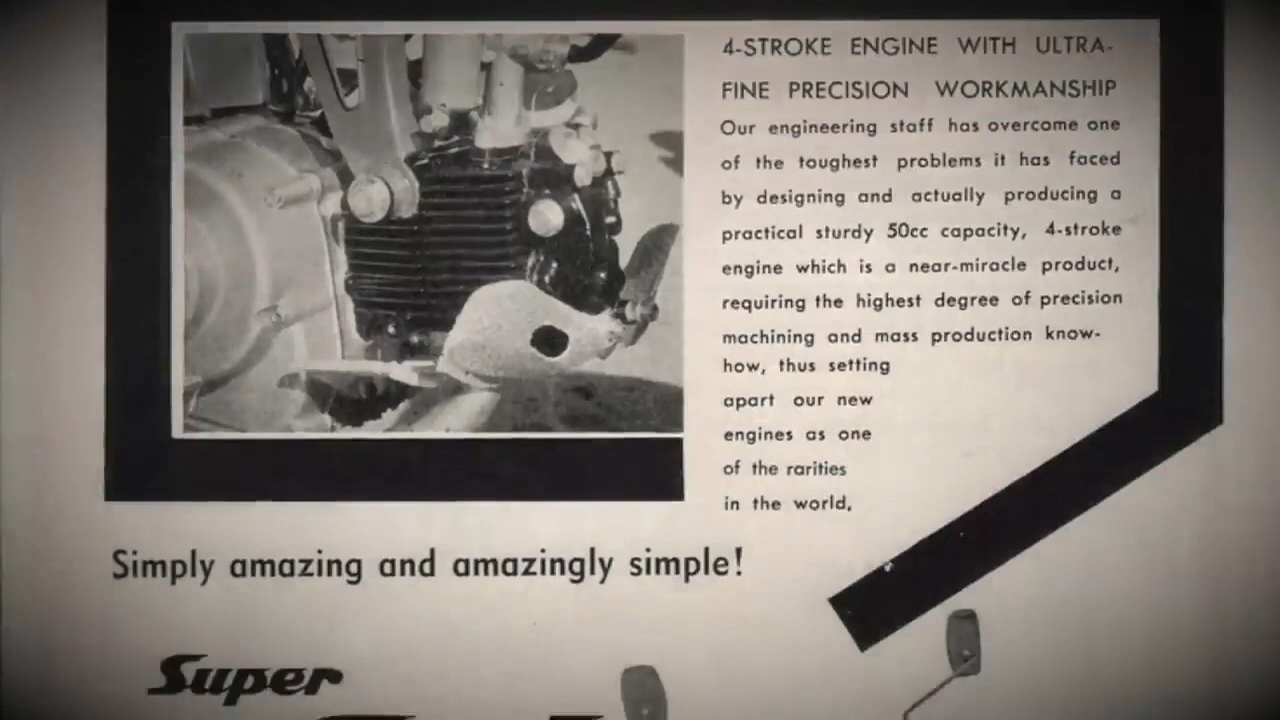 4-STROKE ENGINE WITH ULTRA-
FINE PRECISION WORKMANSHIP
Our engineering staff has overcome one
of the toughest problems it has faced
by designing and actually producing a
practical sturdy 50cc capacity, 4-stroke
engine which is a near-miracle product,
requiring the highest degree of precision
machining and mass production know-
how, thus setting
apart our new
engines as one
of the rarities
in the world.
Simply amazing and amazingly simple!
Super